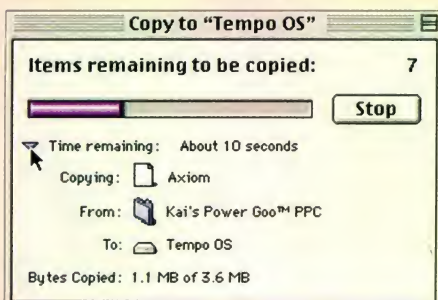 Copy to “Tempo OS”
Items remaining to be copied: 7
Stop
Time remaining: About 10 seconds
Copying: Axiom
From: Kai's Power Goo™ PPC
To: Tempo OS
Bytes Copied: 1.1 MB of 3.6 MB